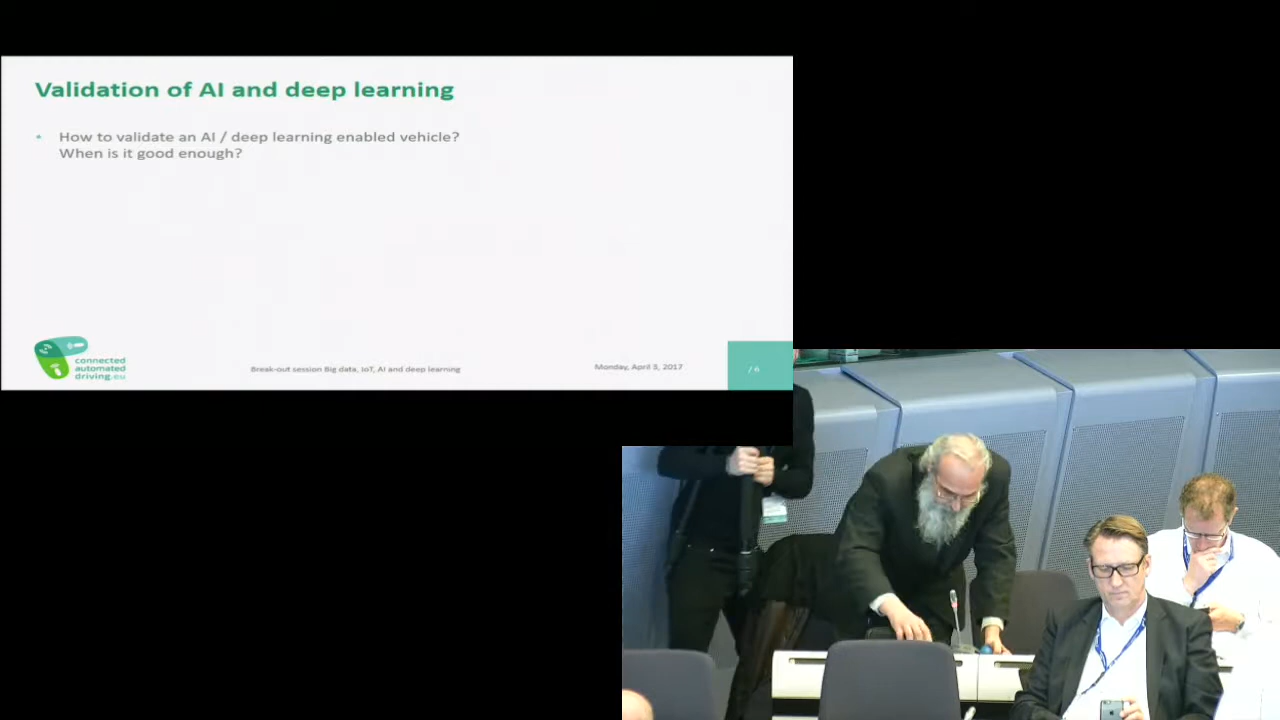 Validation of AI and deep learning
How to validate an AI / deep learning enabled vehicle?
When is it good enough?
connected
automated
driving.eu
Break-out session Big data, IoT, AI and deep learning
Monday, April 3, 2017
/ 6